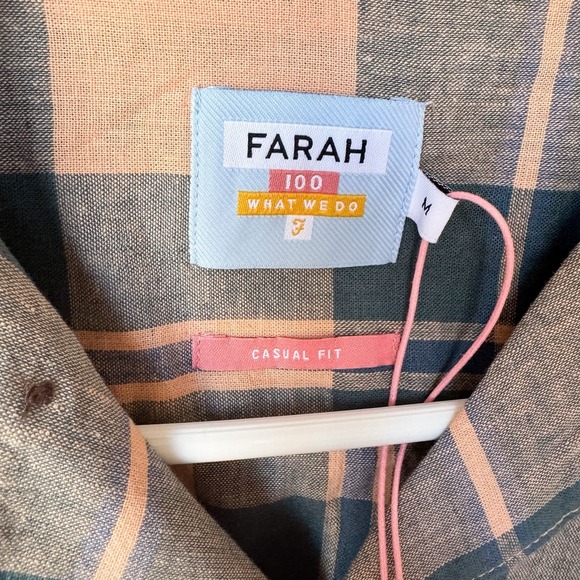 FARAH
100
WHAT WE DO
F
M
CASUAL FIT